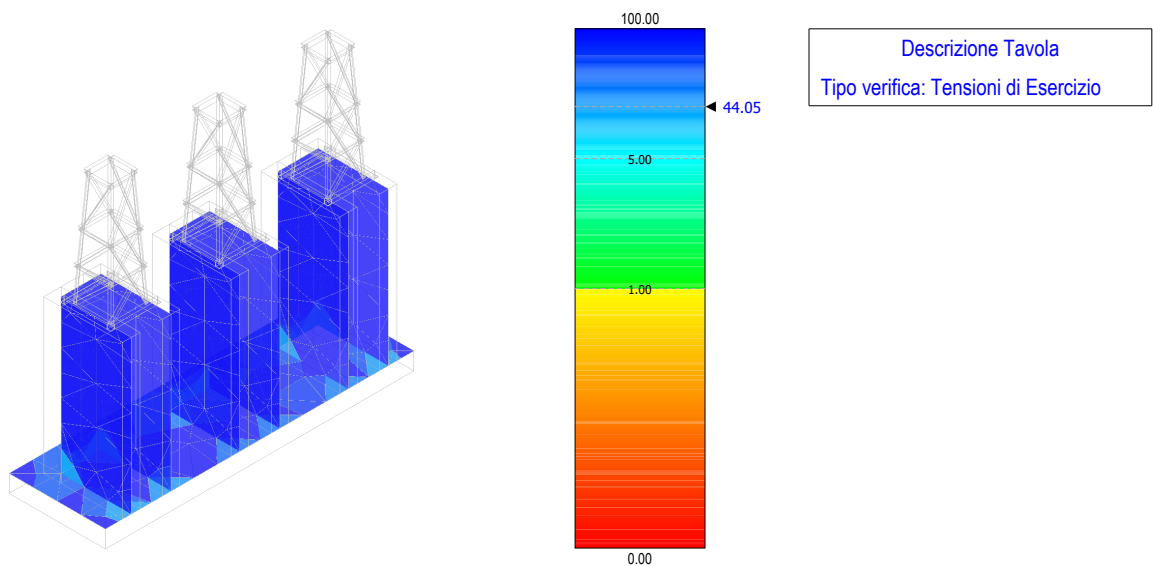 100.00
44.05
5.00
1.00
0.00
Descrizione Tavola
Tipo verifica: Tensioni di Esercizio